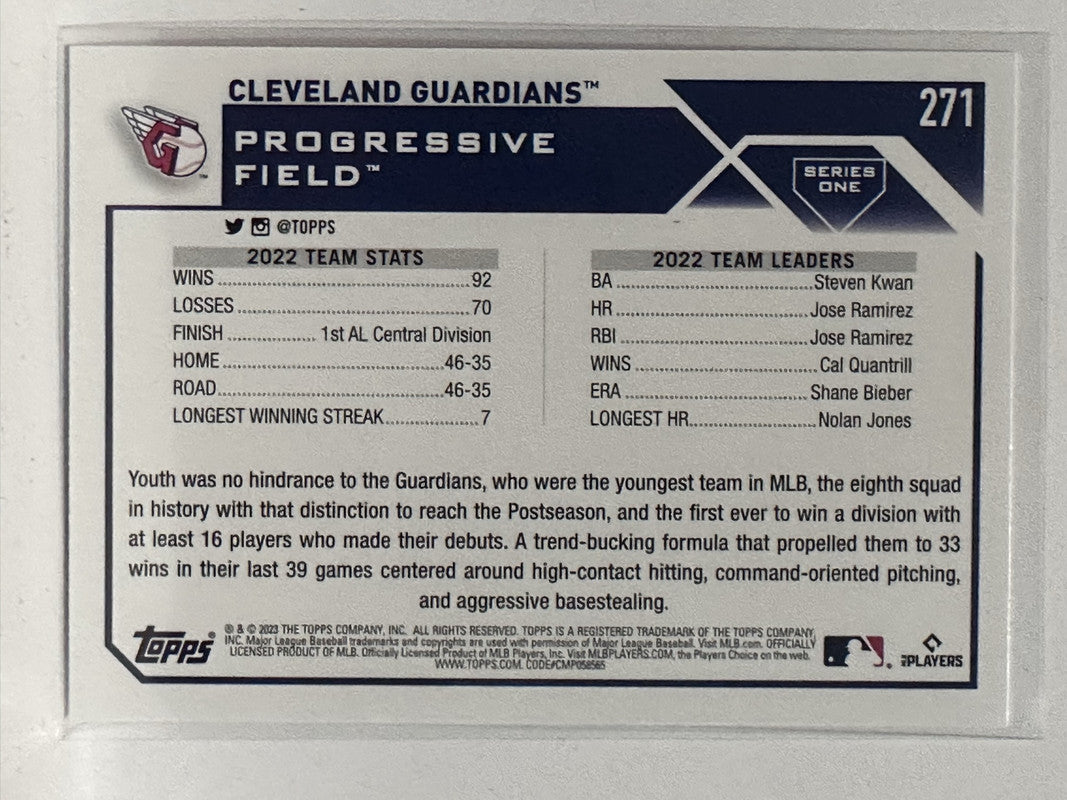 CLEVELAND GUARDIANS™
271
PROGRESSIVE
FIELD™
SERIES
ONE
@TOPPS
2022 TEAM STATS
WINS 92
LOSSES 70
FINISH 1st AL Central Division
HOME 46-35
ROAD 46-35
LONGEST WINNING STREAK 7
2022 TEAM LEADERS
BA Steven Kwan
HR Jose Ramirez
RBI Jose Ramirez
WINS Cal Quantrill
ERA Shane Bieber
LONGEST HR Nolan Jones
Youth was no hindrance to the Guardians, who were the youngest team in MLB, the eighth squad
in history with that distinction to reach the Postseason, and the first ever to win a division with
at least 16 players who made their debuts. A trend-bucking formula that propelled them to 33
wins in their last 39 games centered around high-contact hitting, command-oriented pitching,
and aggressive basestealing.
TOPPS®
® & © 2023 THE TOPPS COMPANY, INC. ALL RIGHTS RESERVED. TOPPS IS A REGISTERED TRADEMARK OF THE TOPPS COMPANY,
INC. Major League Baseball trademarks and copyrights are used with permission of Major League Baseball. Visit MLB.com. OFFICIALLY
LICENSED PRODUCT OF MLB. Officially Licensed Product of MLB Players, Inc. Visit MLBPLAYERS.COM, the Players Choice on the web.
WWW.TOPPS.COM. CODE#CMP058565
PLAYERS